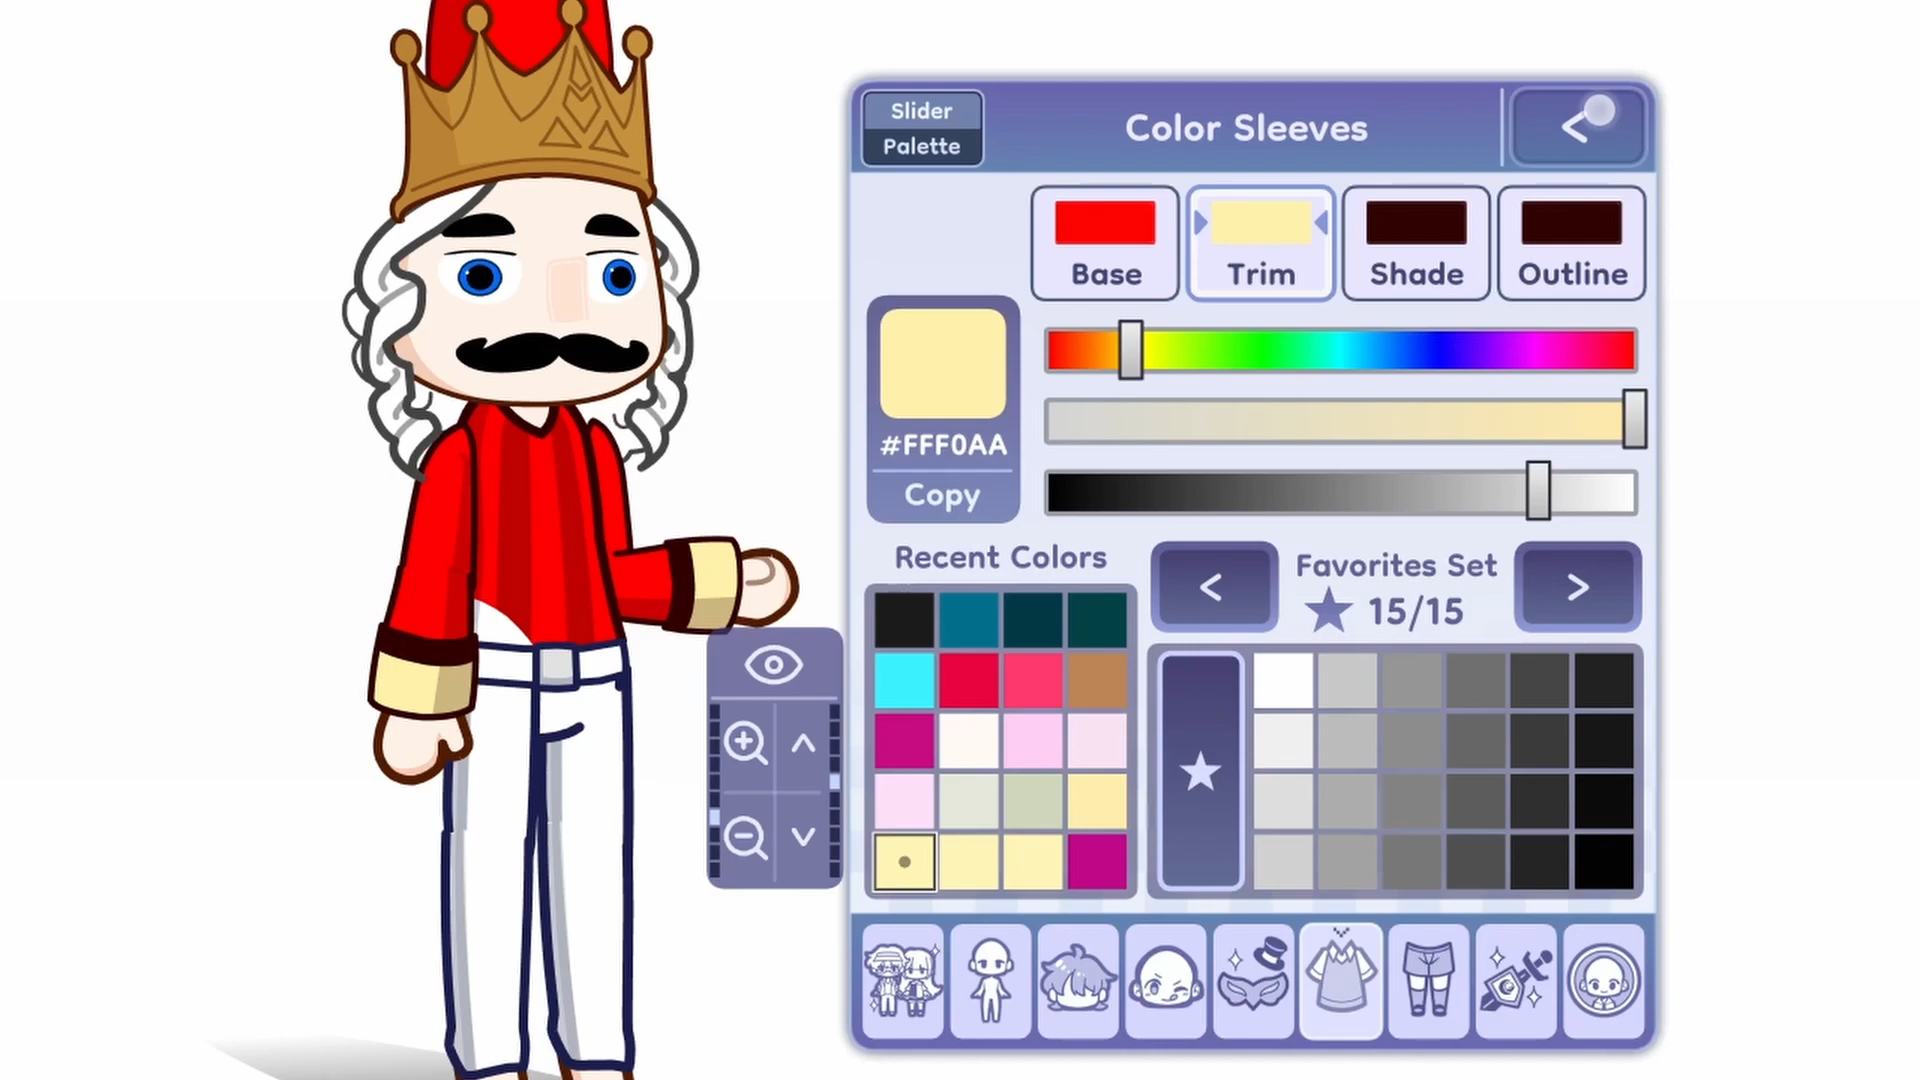 Slider
Palette
Color Sleeves
<
Base
Trim
Shade
Outline
#FFF0AA
Copy
Recent Colors
<
Favorites Set
15/15
>